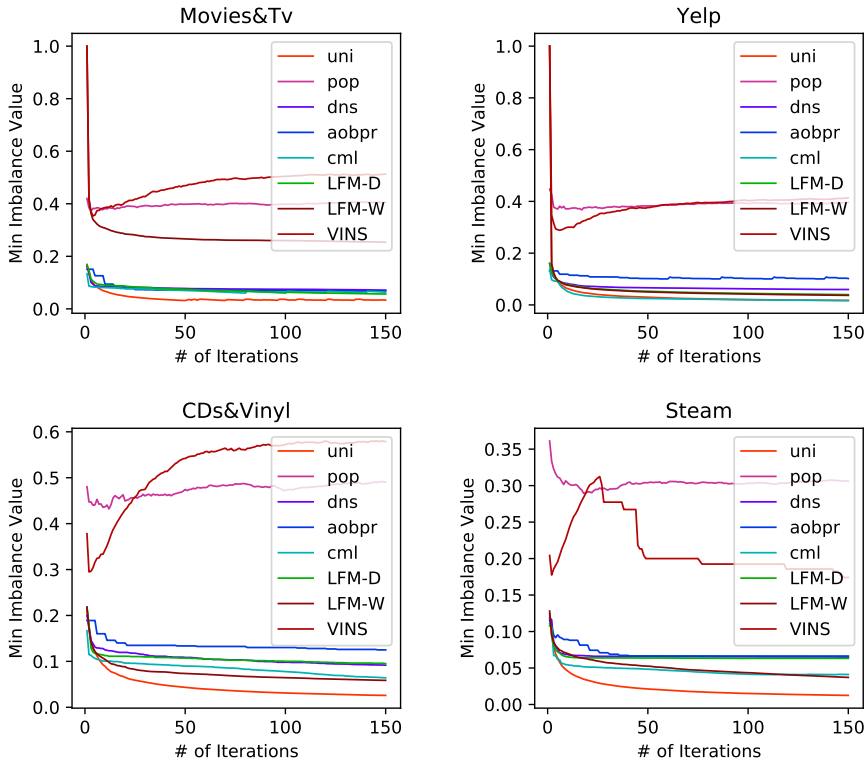 Movies&Tv
Min Imbalance Value
1.0
0.8
0.6
0.4
0.2
0.0
0
50
100
150
# of Iterations
uni
pop
dns
aobpr
cml
LFM-D
LFM-W
VINS
Yelp
Min Imbalance Value
1.0
0.8
0.6
0.4
0.2
0.0
0
50
100
150
# of Iterations
uni
pop
dns
aobpr
cml
LFM-D
LFM-W
VINS
CDs&Vinyl
Min Imbalance Value
0.6
0.5
0.4
0.3
0.2
0.1
0.0
0
50
100
150
# of Iterations
uni
pop
dns
aobpr
cml
LFM-D
LFM-W
VINS
Steam
Min Imbalance Value
0.35
0.30
0.25
0.20
0.15
0.10
0.05
0.00
0
50
100
150
# of Iterations
uni
pop
dns
aobpr
cml
LFM-D
LFM-W
VINS